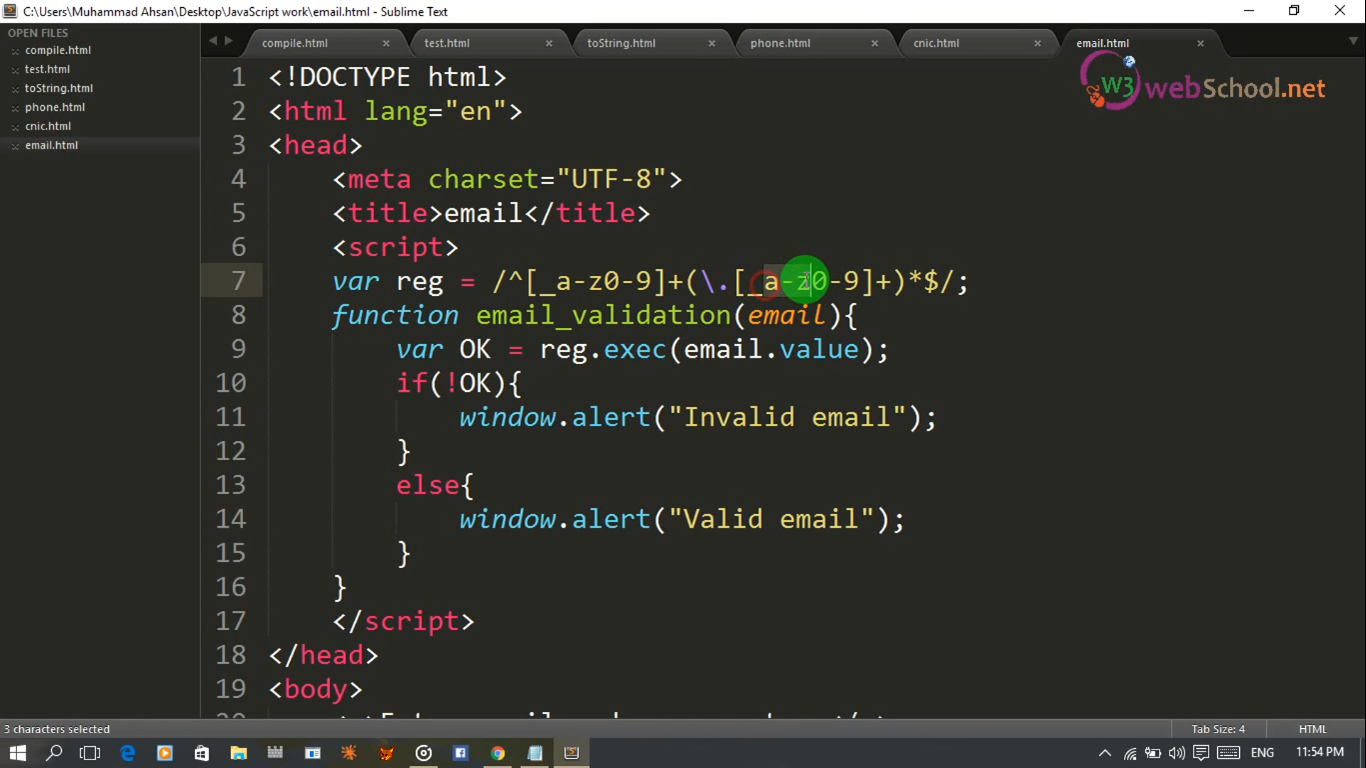 C:\Users\Muhammad Ahsan\Desktop\JavaScript work\email.html - Sublime Text
OPEN FILES
compile.html
test.html
toString.html
phone.html
cnic.html
email.html
compile.html
test.html
toString.html
phone.html
cnic.html
email.html
W3 webSchool.net
1 <!DOCTYPE html>
2 <html lang="en">
3 <head>
4 <meta charset="UTF-8">
5 <title>email</title>
6 <script>
7 var reg = /^[_a-z0-9]+(\.[_a-z0-9]+)*$/;
8 function email_validation(email){
9 var OK = reg.exec(email.value);
10 if(!OK){
11 window.alert("Invalid email");
12 }
13 else{
14 window.alert("Valid email");
15 }
16 }
17 </script>
18 </head>
19 <body>
3 characters selected
Tab Size: 4
HTML
ENG
11:54 PM